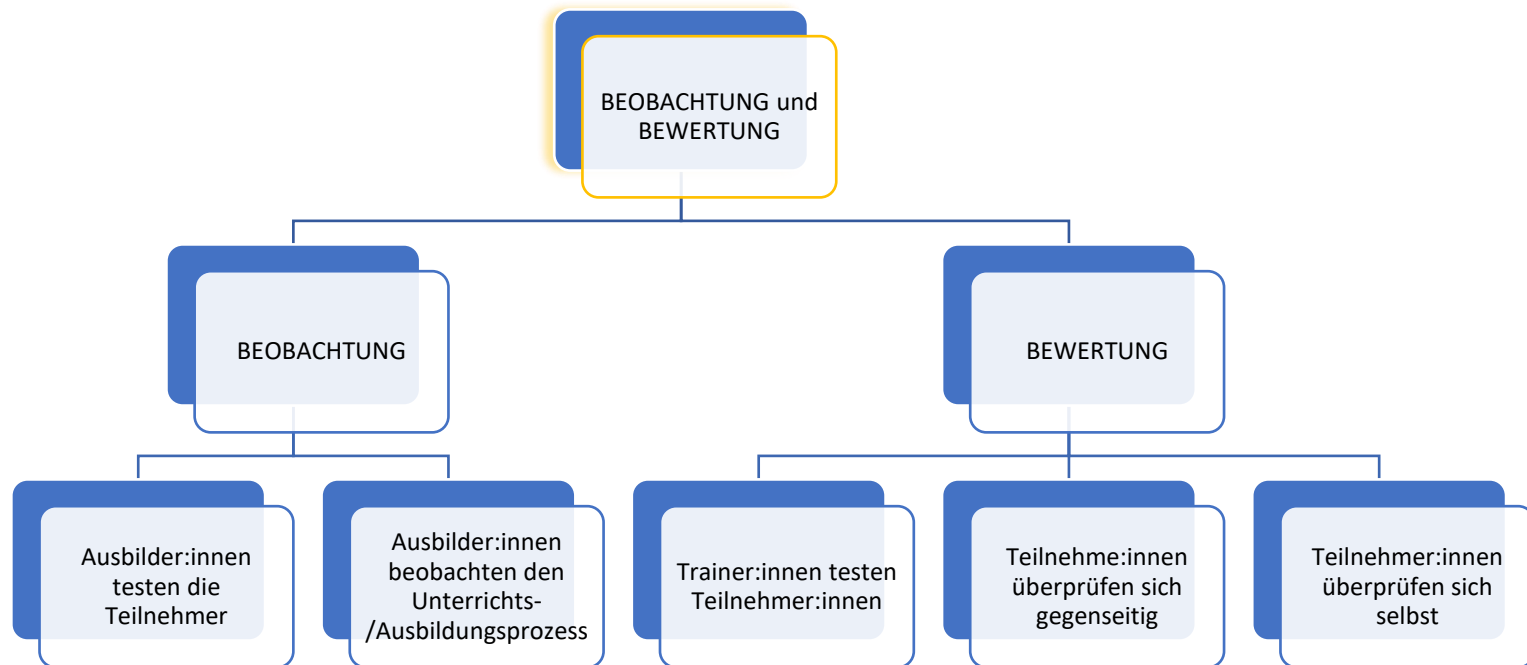 BEOBACHTUNG und
BEWERTUNG
BEOBACHTUNG
BEWERTUNG
Ausbilder:innen
testen die
Teilnehmer
Ausbilder:innen
beobachten den
Unterrichts-
/Ausbildungsprozess
Trainer:innen testen
Teilnehmer:innen
Teilnehme:innen
überprüfen sich
gegenseitig
Teilnehmer:innen
überprüfen sich
selbst